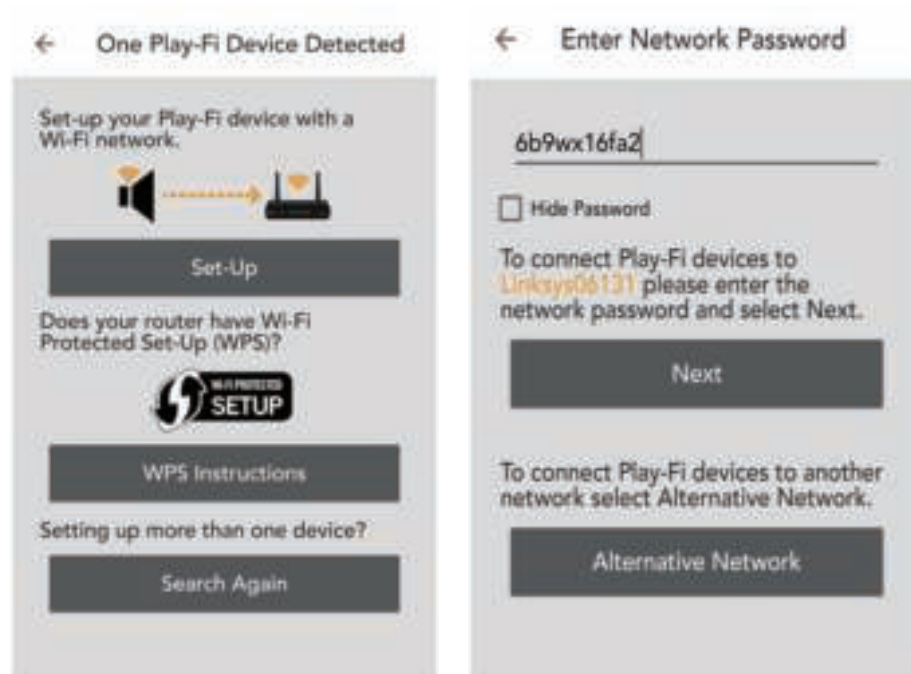 One Play-Fi Device Detected
Set-up your Play-Fi device with a
Wi-Fi network.
Set-Up
Does your router have Wi-Fi
Protected Set-Up (WPS)?
WI-FI PROTECTED
SETUP
WPS Instructions
Setting up more than one device?
Search Again
Enter Network Password
6b9wx16fa2
Hide Password
To connect Play-Fi devices to
Linksys06131 please enter the
network password and select Next.
Next
To connect Play-Fi devices to another
network select Alternative Network.
Alternative Network